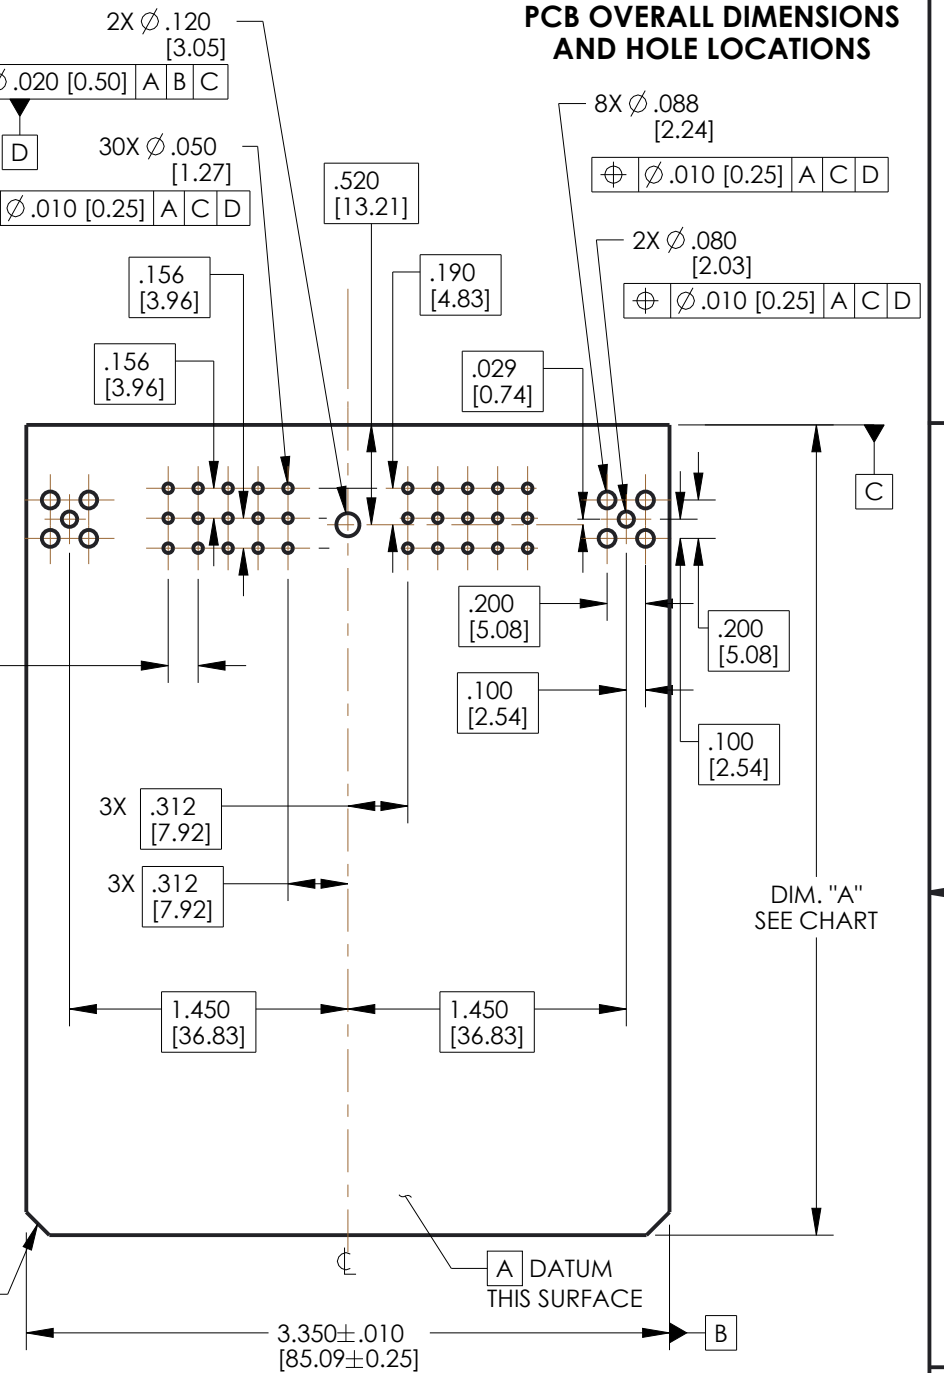 PCB OVERALL DIMENSIONS
AND HOLE LOCATIONS
2X ∅ .120
[3.05]
∅ .020 [0.50] A B C
D
30X ∅ .050
[1.27]
∅ .010 [0.25] A C D
8X ∅ .088
[2.24]
⌖ ∅ .010 [0.25] A C D
2X ∅ .080
[2.03]
⌖ ∅ .010 [0.25] A C D
.520
[13.21]
.156
[3.96]
.190
[4.83]
.156
[3.96]
.029
[0.74]
C
.200
[5.08]
.200
[5.08]
.100
[2.54]
.100
[2.54]
3X .312
[7.92]
3X .312
[7.92]
DIM. "A"
SEE CHART
1.450
[36.83]
1.450
[36.83]
℄
A DATUM
THIS SURFACE
3.350±.010
[85.09±0.25]
B